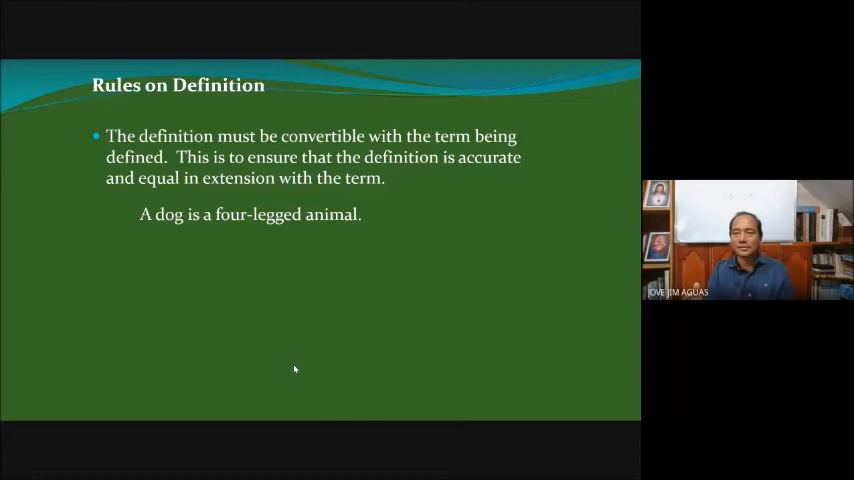 Rules on Definition
The definition must be convertible with the term being
defined. This is to ensure that the definition is accurate
and equal in extension with the term.
A dog is a four-legged animal.
JOVE JIM AGUAS